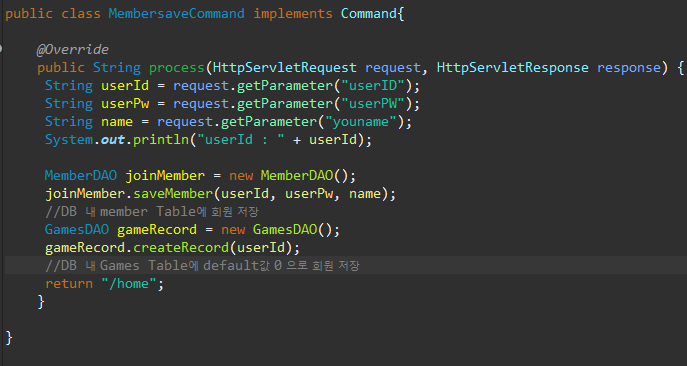 public class MembersaveCommand implements Command{
@Override
public String process(HttpServletRequest request, HttpServletResponse response) {
String userId = request.getParameter("userID");
String userPw = request.getParameter("userPW");
String name = request.getParameter("youname");
System.out.println("userId : " + userId);
MemberDAO joinMember = new MemberDAO();
joinMember.saveMember(userId, userPw, name);
//DB 내 member Table에 회원 저장
GamesDAO gameRecord = new GamesDAO();
gameRecord.createRecord(userId);
//DB 내 Games Table에 default값 0 으로 회원 저장
return "/home";
}
}